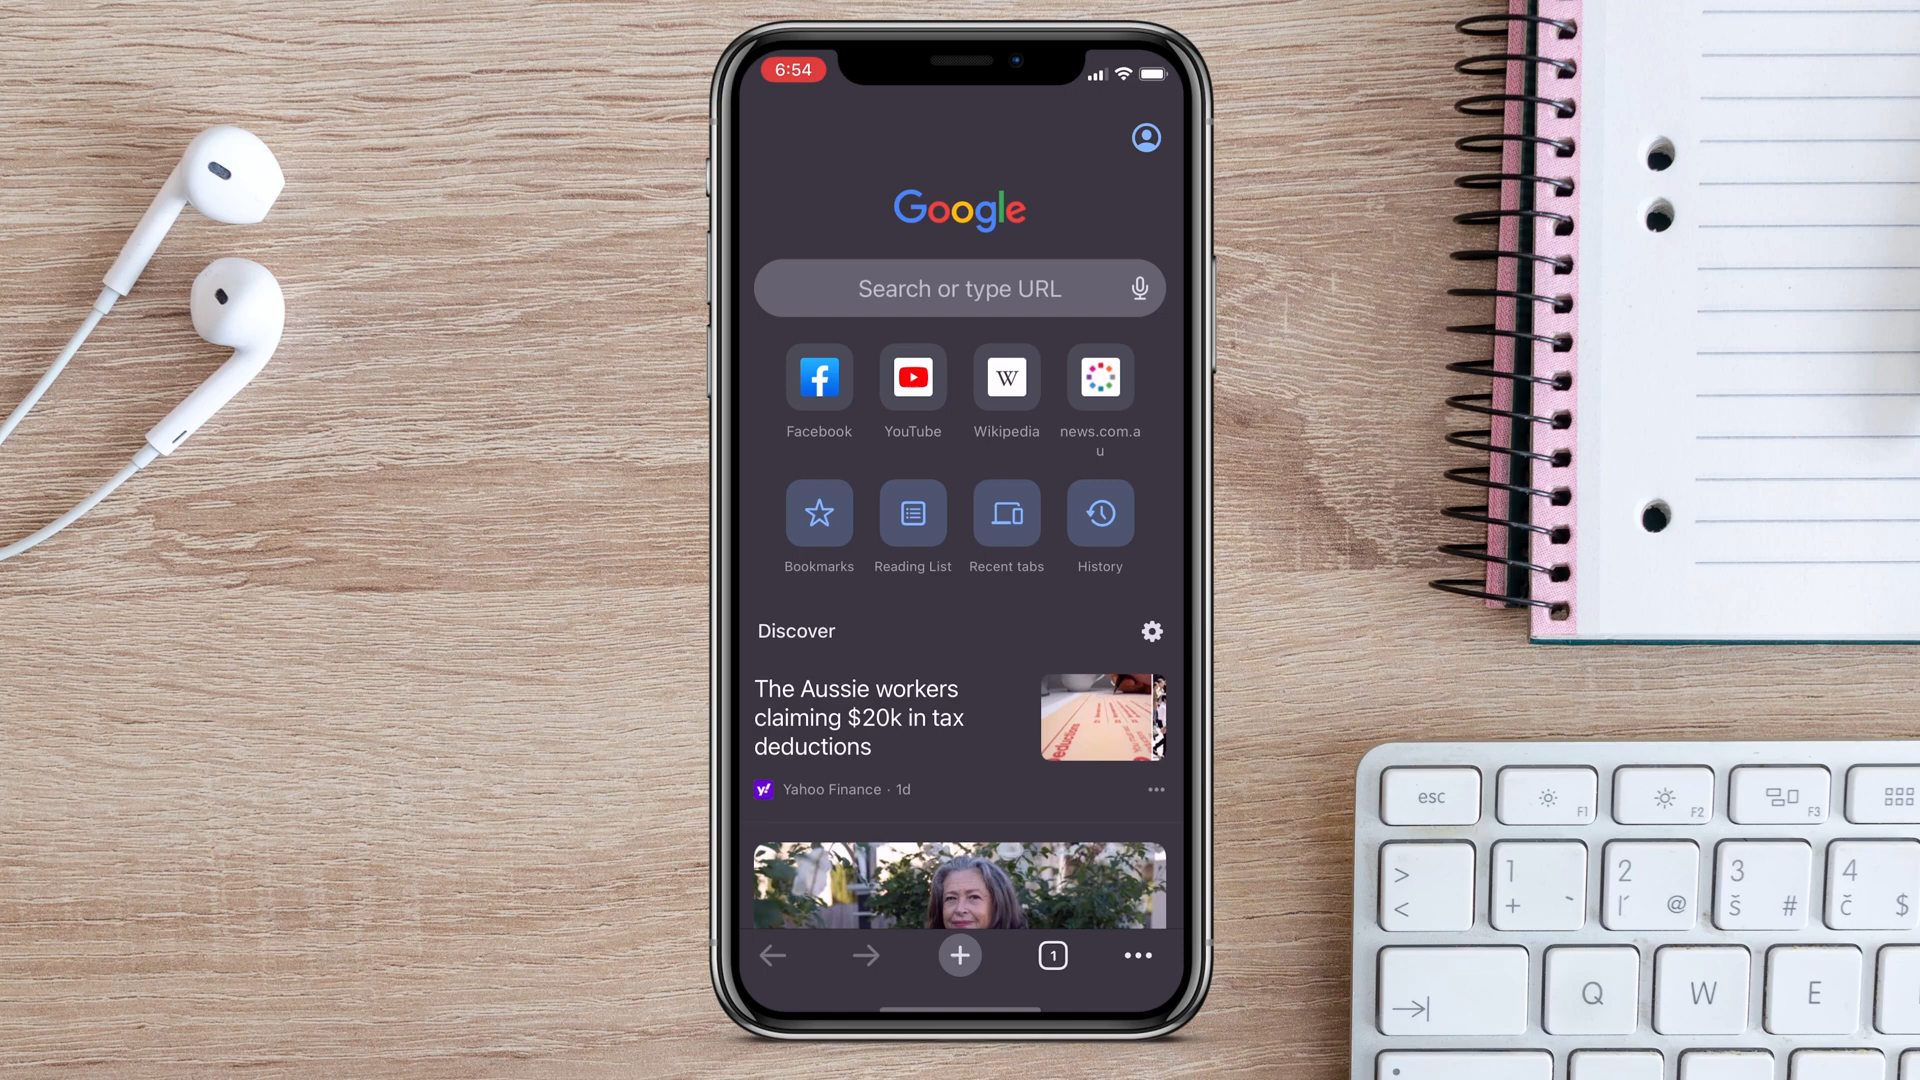 6:54
Google
Search or type URL
Facebook
YouTube
Wikipedia
news.com.a
u
Bookmarks
Reading List
Recent tabs
History
Discover
The Aussie workers
claiming $20k in tax
deductions
y! Yahoo Finance · 1d
1
esc
F1
F2
F3
> 1 2 3 4
< + ` ľ @ š # č $
Q W E